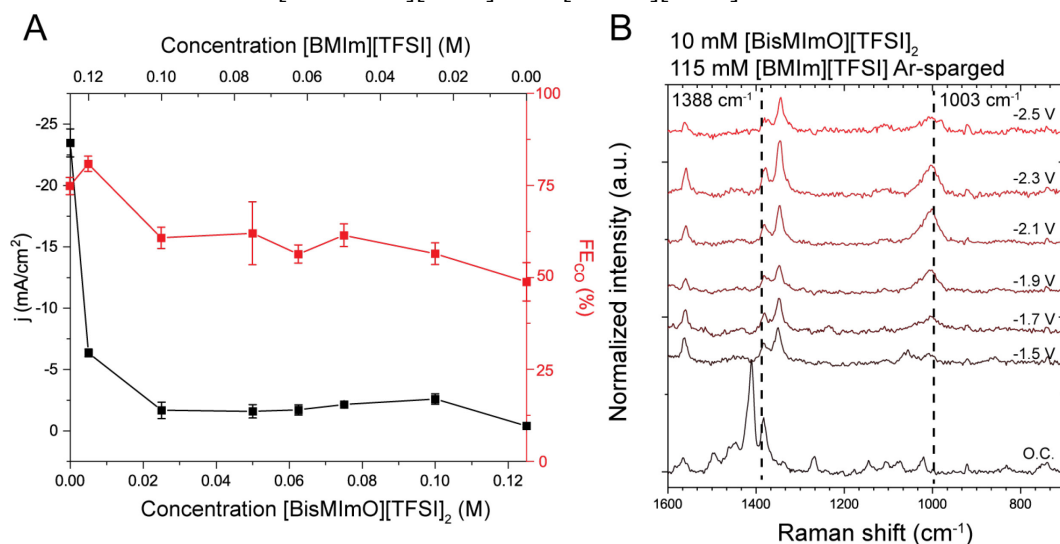 A
Concentration [BMIm][TFSI] (M)
0.12 0.10 0.08 0.06 0.04 0.02 0.00
j (mA/cm²)
-25
-20
-15
-10
-5
0
100
75
50
25
0
FE_CO (%)
0.00 0.02 0.04 0.06 0.08 0.10 0.12
Concentration [BisMImO][TFSI]₂ (M)
B
10 mM [BisMImO][TFSI]₂
115 mM [BMIm][TFSI] Ar-sparged
1388 cm⁻¹ 1003 cm⁻¹
-2.5 V
-2.3 V
-2.1 V
-1.9 V
-1.7 V
-1.5 V
O.C.
Normalized intensity (a.u.)
1600 1400 1200 1000 800
Raman shift (cm⁻¹)